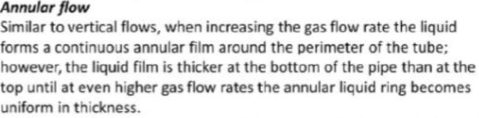 Annular flow
Similar to vertical flows, when increasing the gas flow rate the liquid
forms a continuous annular film around the perimeter of the tube;
however, the liquid film is thicker at the bottom of the pipe than at the
top until at even higher gas flow rates the annular liquid ring becomes
uniform in thickness.